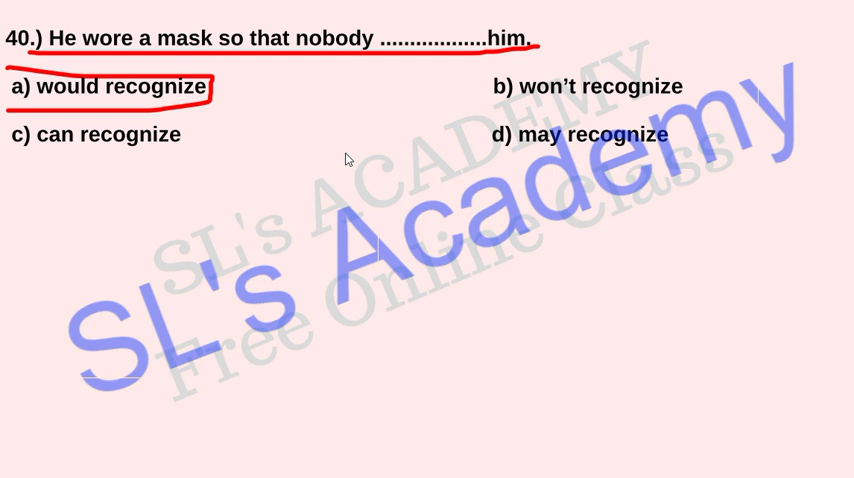 40.) He wore a mask so that nobody ..................him.
a) would recognize
b) won't recognize
c) can recognize
d) may recognize
SL's ACADEMY
Free Online Class
SL's Academy